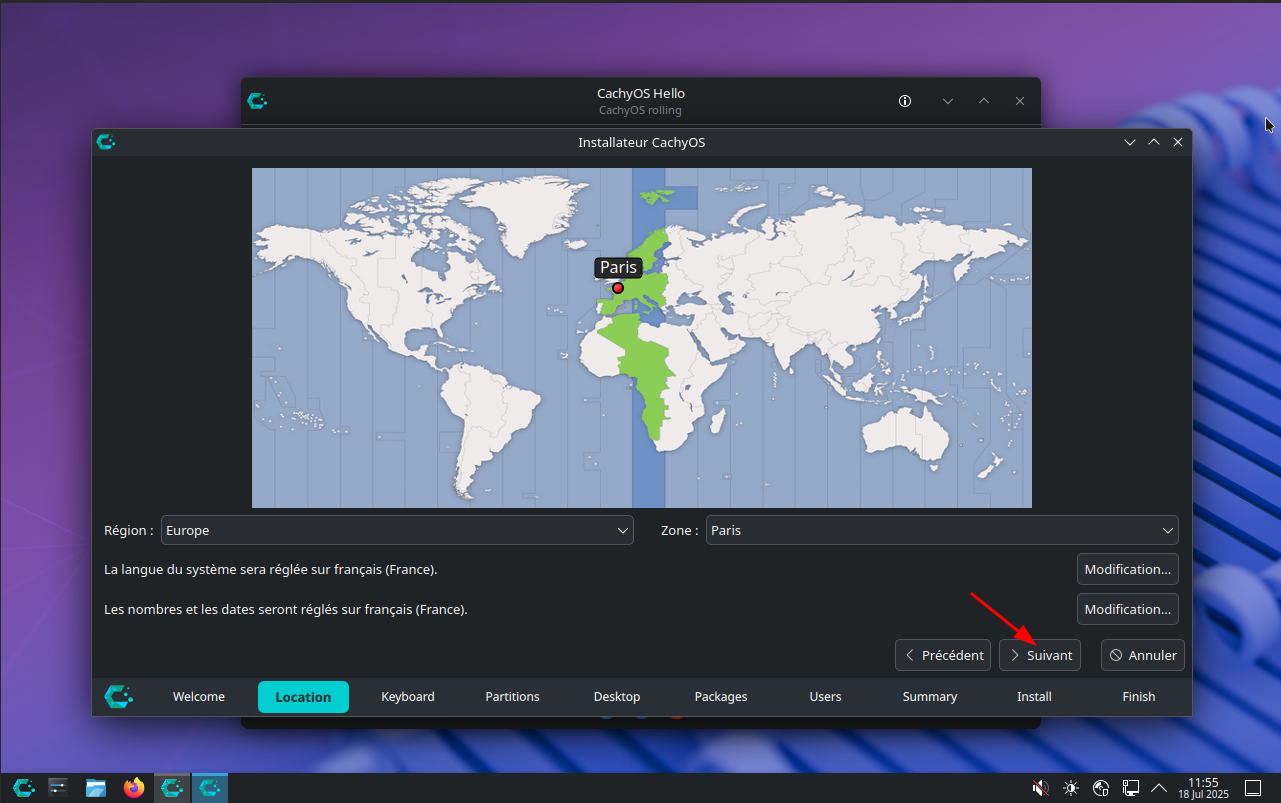 CachyOS Hello
CachyOS rolling
Installateur CachyOS
Paris
Région : Europe Zone : Paris
La langue du système sera réglée sur français (France). Modification...
Les nombres et les dates seront réglés sur français (France). Modification...
Précédent Suivant Annuler
Welcome Location Keyboard Partitions Desktop Packages Users Summary Install Finish
11:55
18 Jul 2025